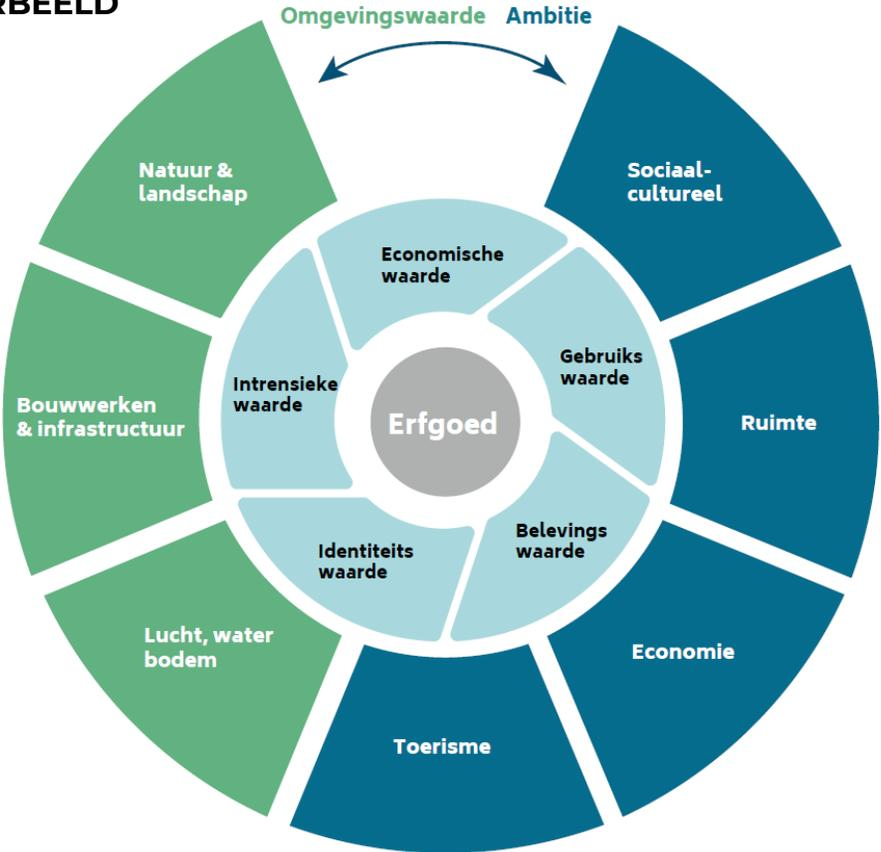 RBEELD
Omgevingswaarde Ambitie
Natuur &
landschap
Sociaal-
cultureel
Economische
waarde
Gebruiks
waarde
Intrensieke
waarde
Bouwwerken
& infrastructuur
Erfgoed
Ruimte
Belevings
waarde
Identiteits
waarde
Lucht, water
bodem
Economie
Toerisme